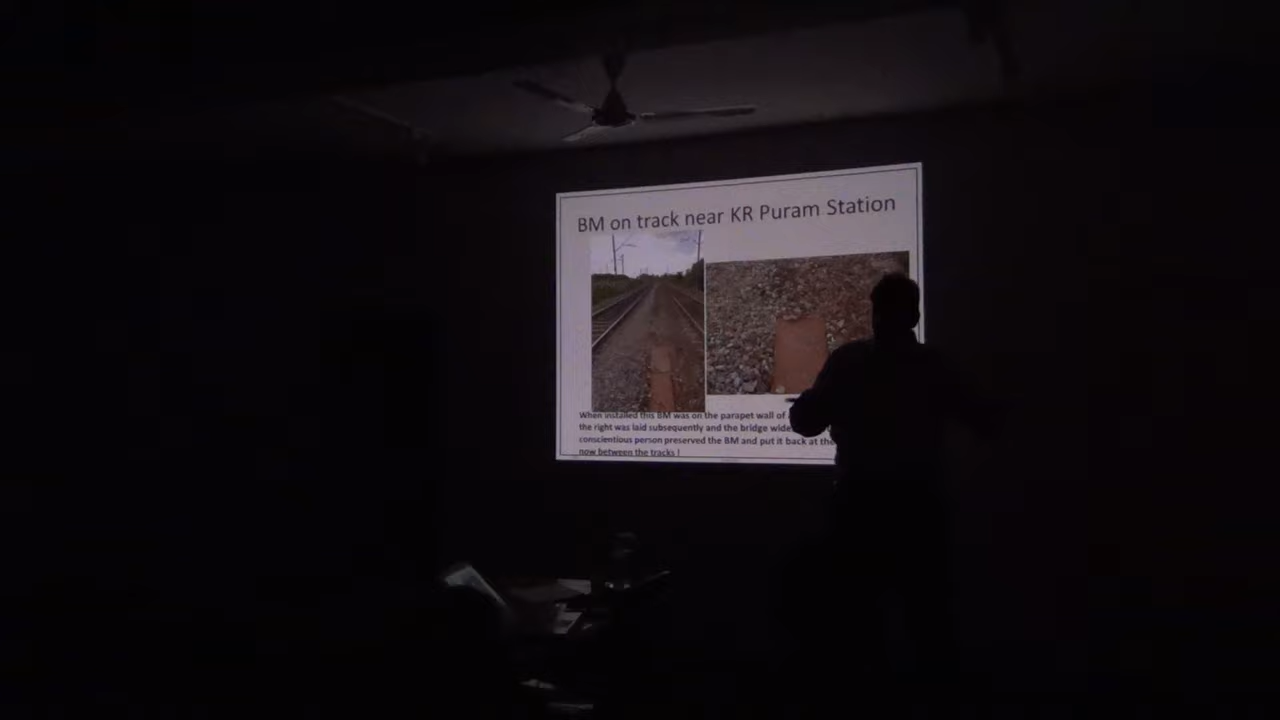 BM on track near KR Puram Station
When installed this BM was on the parapet wall of
the right was laid subsequently and the bridge wide
conscientious person preserved the BM and put it back at the
now between the tracks !